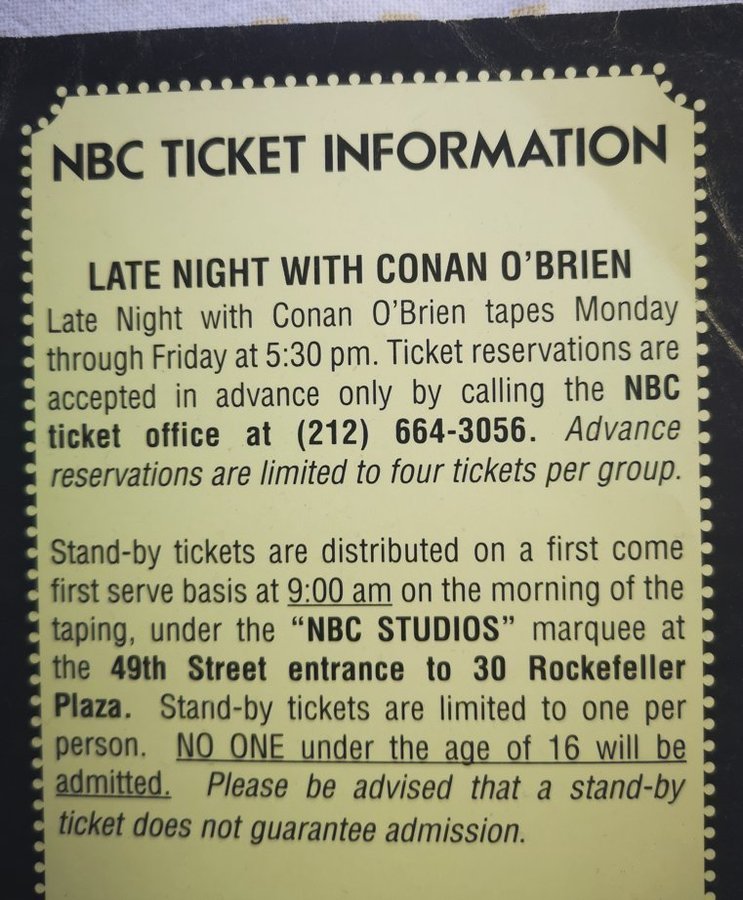 NBC TICKET INFORMATION
LATE NIGHT WITH CONAN O'BRIEN
Late Night with Conan O'Brien tapes Monday
through Friday at 5:30 pm. Ticket reservations are
accepted in advance only by calling the NBC
ticket office at (212) 664-3056. Advance
reservations are limited to four tickets per group.
Stand-by tickets are distributed on a first come
first serve basis at 9:00 am on the morning of the
taping, under the "NBC STUDIOS" marquee at
the 49th Street entrance to 30 Rockefeller
Plaza. Stand-by tickets are limited to one per
person. NO ONE under the age of 16 will be
admitted. Please be advised that a stand-by
ticket does not guarantee admission.